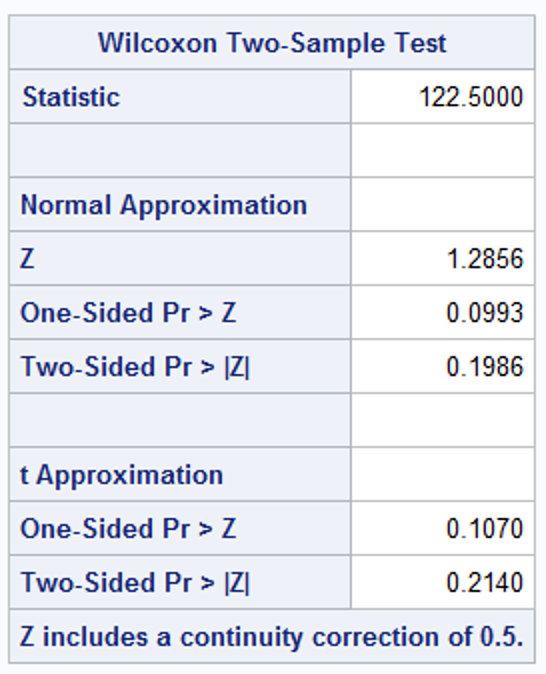 Wilcoxon Two-Sample Test
Statistic 122.5000
Normal Approximation
Z 1.2856
One-Sided Pr > Z 0.0993
Two-Sided Pr > |Z| 0.1986
t Approximation
One-Sided Pr > Z 0.1070
Two-Sided Pr > |Z| 0.2140
Z includes a continuity correction of 0.5.